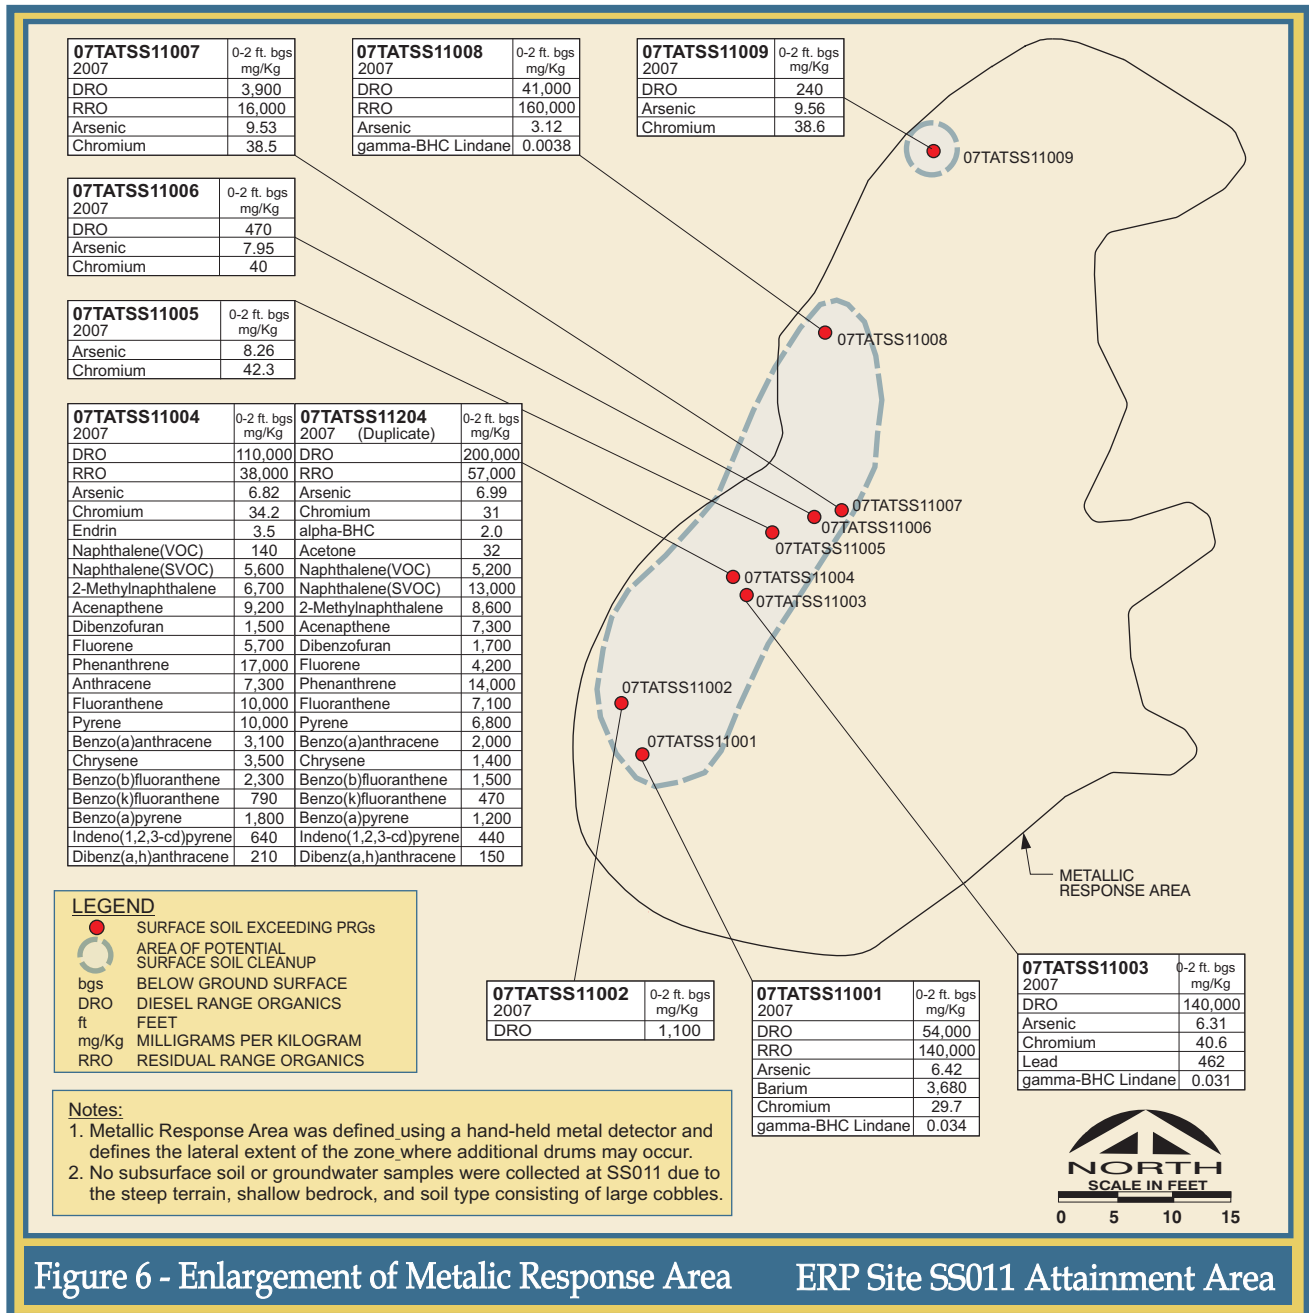 07TATSS11007 0-2 ft. bgs
2007 mg/Kg
DRO 3,900
RRO 16,000
Arsenic 9.53
Chromium 38.5
07TATSS11008 0-2 ft. bgs
2007 mg/Kg
DRO 41,000
RRO 160,000
Arsenic 3.12
gamma-BHC Lindane 0.0038
07TATSS11009 0-2 ft. bgs
2007 mg/Kg
DRO 240
Arsenic 9.56
Chromium 38.6
07TATSS11006 0-2 ft. bgs
2007 mg/Kg
DRO 470
Arsenic 7.95
Chromium 40
07TATSS11005 0-2 ft. bgs
2007 mg/Kg
Arsenic 8.26
Chromium 42.3
07TATSS11004 0-2 ft. bgs 07TATSS11204 0-2 ft. bgs
2007 mg/Kg 2007 (Duplicate) mg/Kg
DRO 110,000 DRO 200,000
RRO 38,000 RRO 57,000
Arsenic 6.82 Arsenic 6.99
Chromium 34.2 Chromium 31
Endrin 3.5 alpha-BHC 2.0
Naphthalene(VOC) 140 Acetone 32
Naphthalene(SVOC) 5,600 Naphthalene(VOC) 5,200
2-Methylnaphthalene 6,700 Naphthalene(SVOC) 13,000
Acenapthene 9,200 2-Methylnaphthalene 8,600
Dibenzofuran 1,500 Acenapthene 7,300
Fluorene 5,700 Dibenzofuran 1,700
Phenanthrene 17,000 Fluorene 4,200
Anthracene 7,300 Phenanthrene 14,000
Fluoranthene 10,000 Fluoranthene 7,100
Pyrene 10,000 Pyrene 6,800
Benzo(a)anthracene 3,100 Benzo(a)anthracene 2,000
Chrysene 3,500 Chrysene 1,400
Benzo(b)fluoranthene 2,300 Benzo(b)fluoranthene 1,500
Benzo(k)fluoranthene 790 Benzo(k)fluoranthene 470
Benzo(a)pyrene 1,800 Benzo(a)pyrene 1,200
Indeno(1,2,3-cd)pyrene 640 Indeno(1,2,3-cd)pyrene 440
Dibenz(a,h)anthracene 210 Dibenz(a,h)anthracene 150
07TATSS11009
07TATSS11008
07TATSS11007
07TATSS11006
07TATSS11005
07TATSS11004
07TATSS11003
07TATSS11002
07TATSS11001
METALLIC
RESPONSE AREA
LEGEND
SURFACE SOIL EXCEEDING PRGs
AREA OF POTENTIAL
SURFACE SOIL CLEANUP
bgs BELOW GROUND SURFACE
DRO DIESEL RANGE ORGANICS
ft FEET
mg/Kg MILLIGRAMS PER KILOGRAM
RRO RESIDUAL RANGE ORGANICS
07TATSS11002 0-2 ft. bgs
2007 mg/Kg
DRO 1,100
07TATSS11001 0-2 ft. bgs
2007 mg/Kg
DRO 54,000
RRO 140,000
Arsenic 6.42
Barium 3,680
Chromium 29.7
gamma-BHC Lindane 0.034
07TATSS11003 0-2 ft. bgs
2007 mg/Kg
DRO 140,000
Arsenic 6.31
Chromium 40.6
Lead 462
gamma-BHC Lindane 0.031
Notes:
1. Metallic Response Area was defined using a hand-held metal detector and
defines the lateral extent of the zone where additional drums may occur.
2. No subsurface soil or groundwater samples were collected at SS011 due to
the steep terrain, shallow bedrock, and soil type consisting of large cobbles.
NORTH
SCALE IN FEET
0 5 10 15
Figure 6 - Enlargement of Metalic Response Area ERP Site SS011 Attainment Area